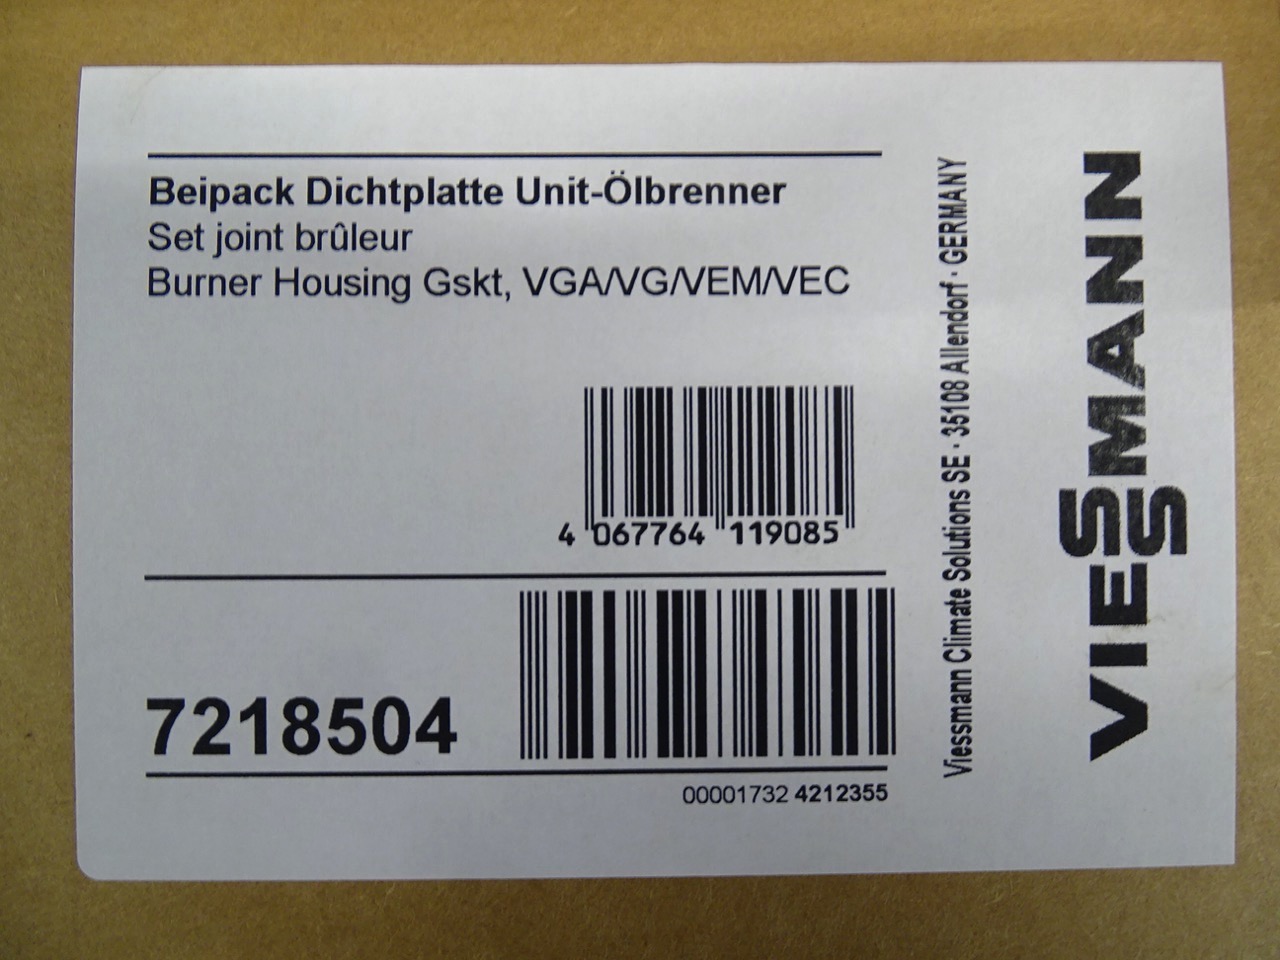 Beipack Dichtplatte Unit-Ölbrenner
Set joint brûleur
Burner Housing Gskt, VGA/VG/VEM/VEC
4 067764 119085
7218504
00001732 4212355
Viessmann Climate Solutions SE · 35108 Allendorf · GERMANY
VIESSMANN